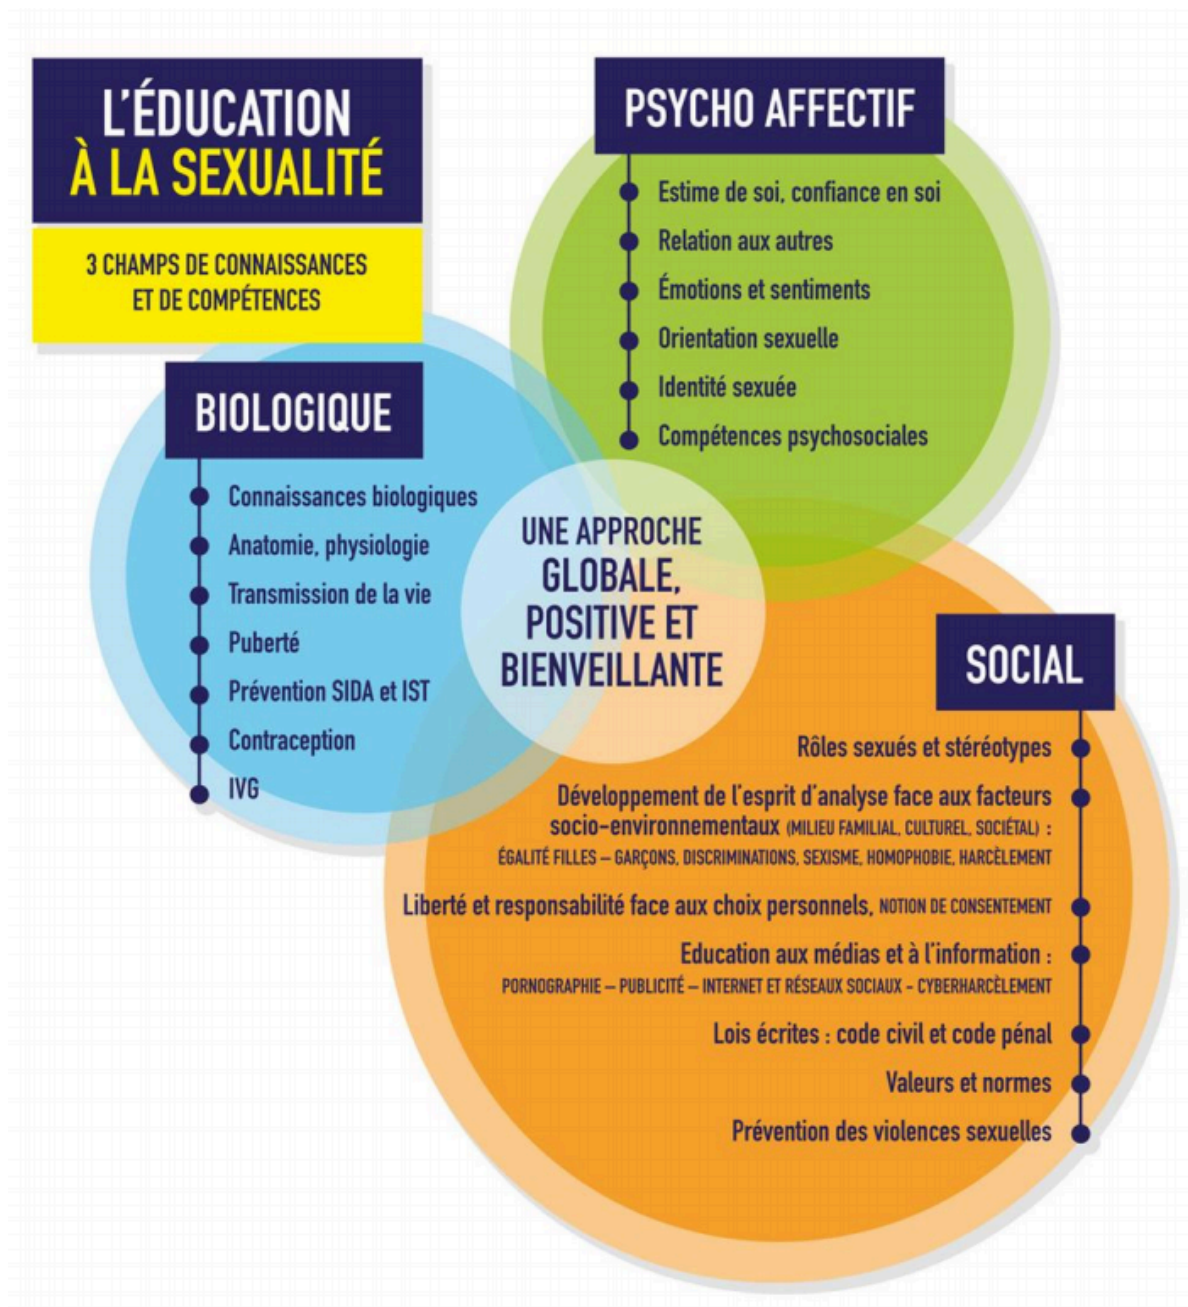 L'ÉDUCATION
À LA SEXUALITÉ
3 CHAMPS DE CONNAISSANCES
ET DE COMPÉTENCES
PSYCHO AFFECTIF
Estime de soi, confiance en soi
Relation aux autres
Émotions et sentiments
Orientation sexuelle
Identité sexuée
Compétences psychosociales
BIOLOGIQUE
Connaissances biologiques
Anatomie, physiologie
Transmission de la vie
Puberté
Prévention SIDA et IST
Contraception
IVG
UNE APPROCHE
GLOBALE,
POSITIVE ET
BIENVEILLANTE
SOCIAL
Rôles sexués et stéréotypes
Développement de l'esprit d'analyse face aux facteurs
socio-environnementaux (MILIEU FAMILIAL, CULTUREL, SOCIÉTAL) :
ÉGALITÉ FILLES – GARÇONS, DISCRIMINATIONS, SEXISME, HOMOPHOBIE, HARCÈLEMENT
Liberté et responsabilité face aux choix personnels, NOTION DE CONSENTEMENT
Education aux médias et à l'information :
PORNOGRAPHIE – PUBLICITÉ – INTERNET ET RÉSEAUX SOCIAUX - CYBERHARCÈLEMENT
Lois écrites : code civil et code pénal
Valeurs et normes
Prévention des violences sexuelles